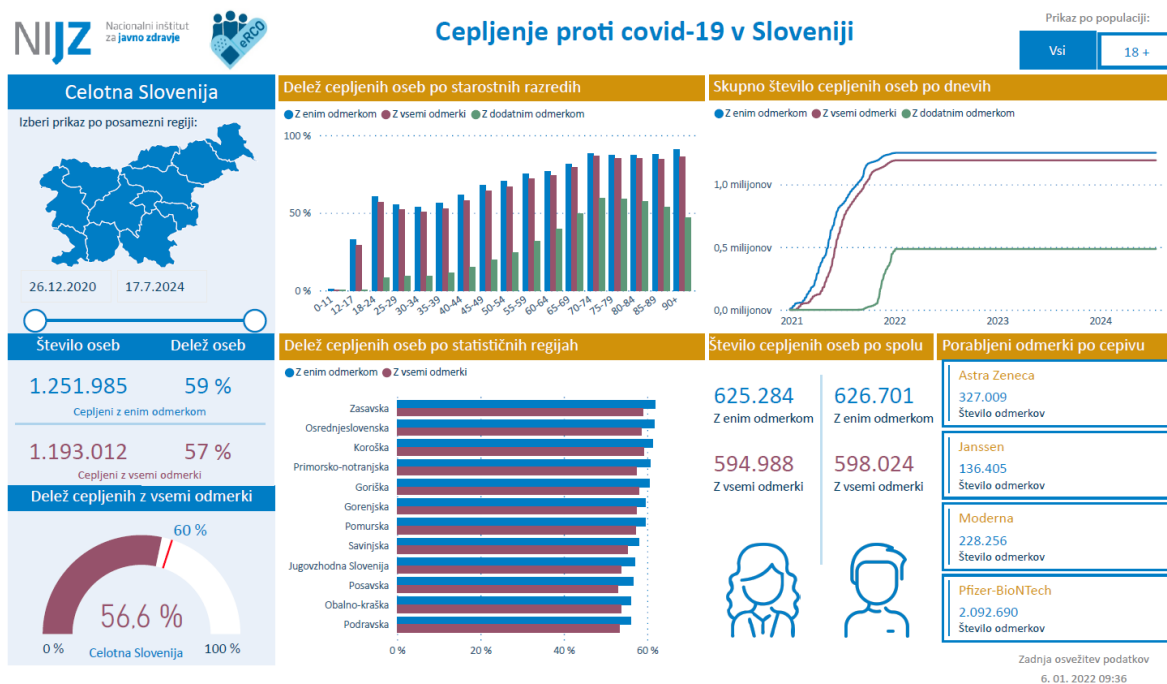 NIJZ
Nacionalni inštitut
za javno zdravje
eRCO
Cepljenje proti covid-19 v Sloveniji
Prikaz po populaciji:
Vsi
18 +
Celotna Slovenija
Izberi prikaz po posamezni regiji:
26.12.2020
17.7.2024
Število oseb
Delež oseb
1.251.985
59 %
Cepljeni z enim odmerkom
1.193.012
57 %
Cepljeni z vsemi odmerki
Delež cepljenih z vsemi odmerki
60 %
56,6 %
0 %
Celotna Slovenija
100 %
Delež cepljenih oseb po starostnih razredih
Z enim odmerkom
Z vsemi odmerki
Z dodatnim odmerkom
100 %
50 %
0 %
0-11
12-17
18-24
25-29
30-34
35-39
40-44
45-49
50-54
55-59
60-64
65-69
70-74
75-79
80-84
85-89
90+
Skupno število cepljenih oseb po dnevih
Z enim odmerkom
Z vsemi odmerki
Z dodatnim odmerkom
1,0 milijonov
0,5 milijonov
0,0 milijonov
2021
2022
2023
2024
Delež cepljenih oseb po statističnih regijah
Z enim odmerkom
Z vsemi odmerki
Zasavska
Osrednjeslovenska
Koroška
Primorsko-notranjska
Goriška
Gorenjska
Pomurska
Savinjska
Jugovzhodna Slovenija
Posavska
Obalno-kraška
Podravska
0 %
20 %
40 %
60 %
Število cepljenih oseb po spolu
625.284
Z enim odmerkom
626.701
Z enim odmerkom
594.988
Z vsemi odmerki
598.024
Z vsemi odmerki
Porabljeni odmerki po cepivu
Astra Zeneca
327.009
Število odmerkov
Janssen
136.405
Število odmerkov
Moderna
228.256
Število odmerkov
Pfizer-BioNTech
2.092.690
Število odmerkov
Zadnja osvežitev podatkov
6. 01. 2022 09:36